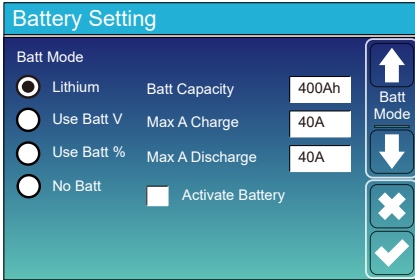 Battery Setting
Batt Mode
Lithium
Batt Capacity
400Ah
Use Batt V
Max A Charge
40A
Use Batt %
Max A Discharge
40A
No Batt
Activate Battery
Batt
Mode